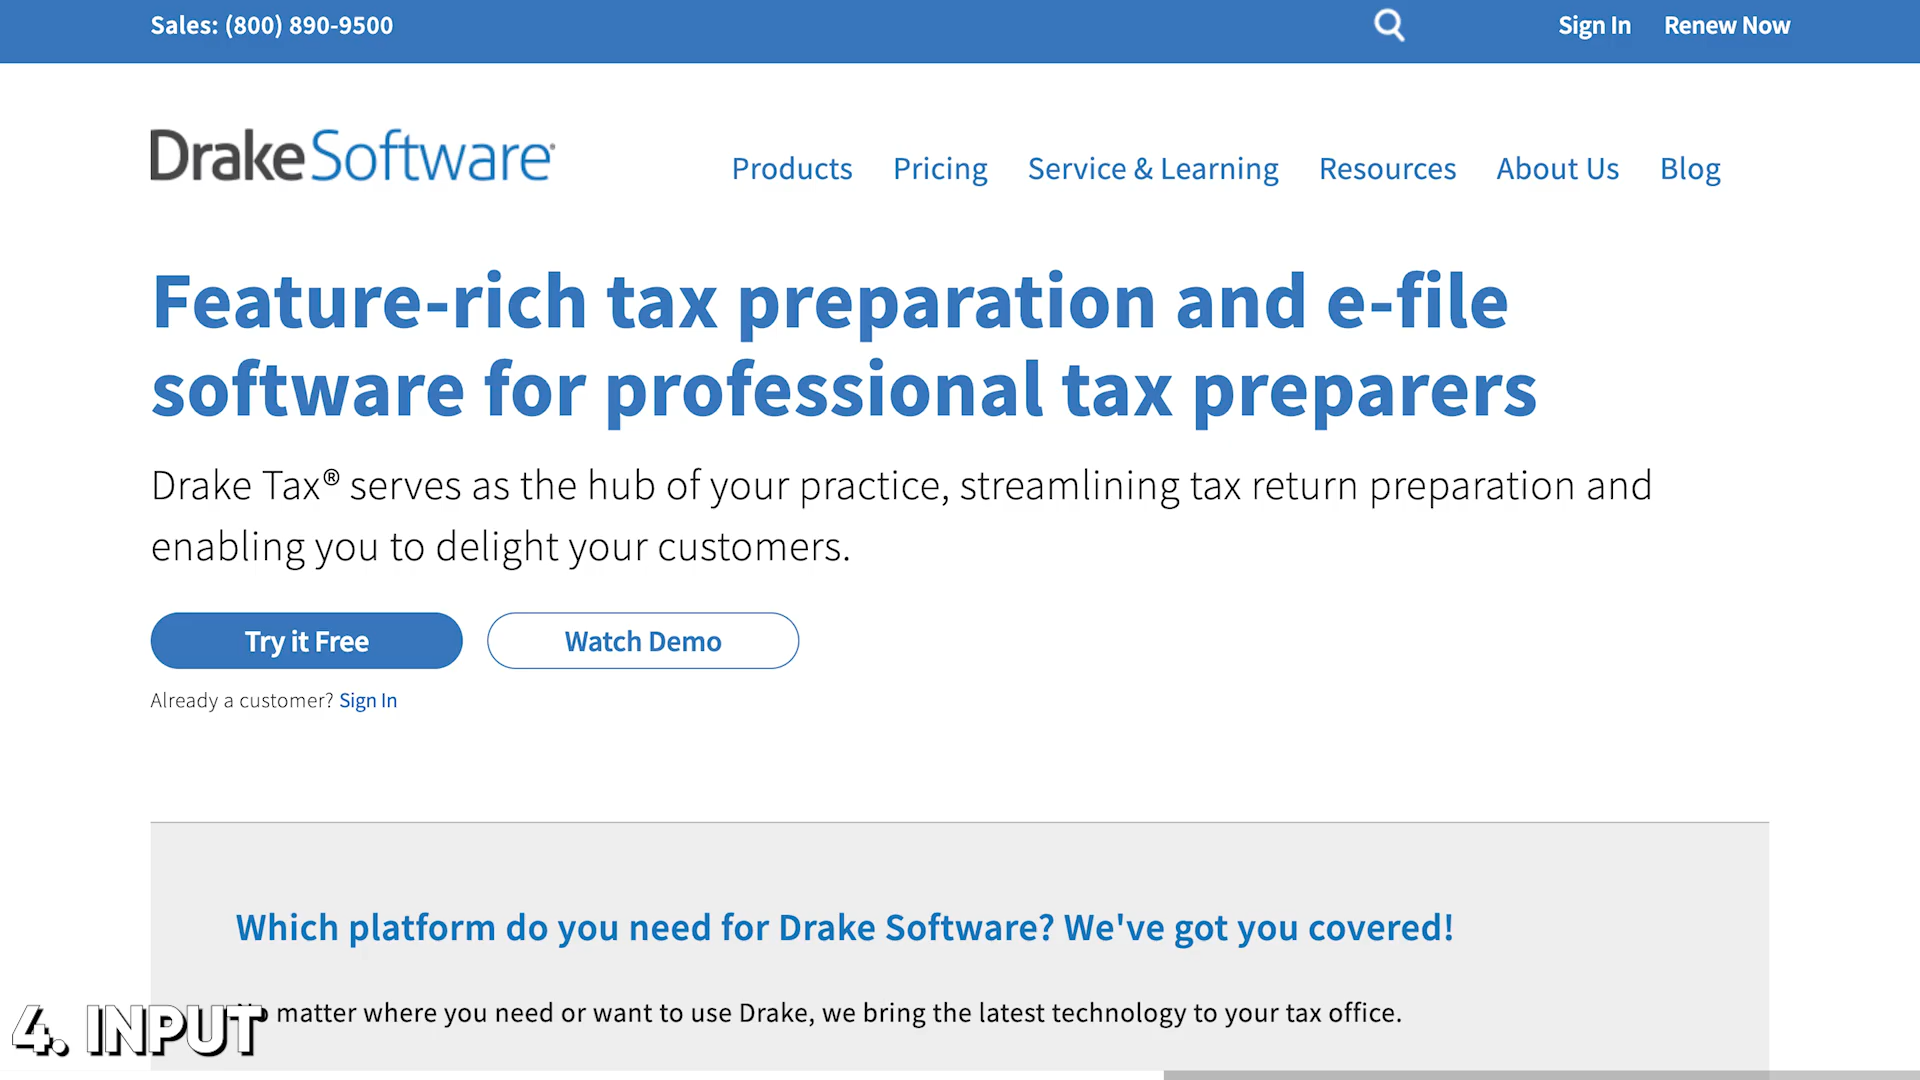 Sales: (800) 890-9500
Sign In Renew Now
DrakeSoftware
Products Pricing Service & Learning Resources About Us Blog
Feature-rich tax preparation and e-file
software for professional tax preparers
Drake Tax® serves as the hub of your practice, streamlining tax return preparation and
enabling you to delight your customers.
Try it Free Watch Demo
Already a customer? Sign In
Which platform do you need for Drake Software? We've got you covered!
matter where you need or want to use Drake, we bring the latest technology to your tax office.
4. INPUT